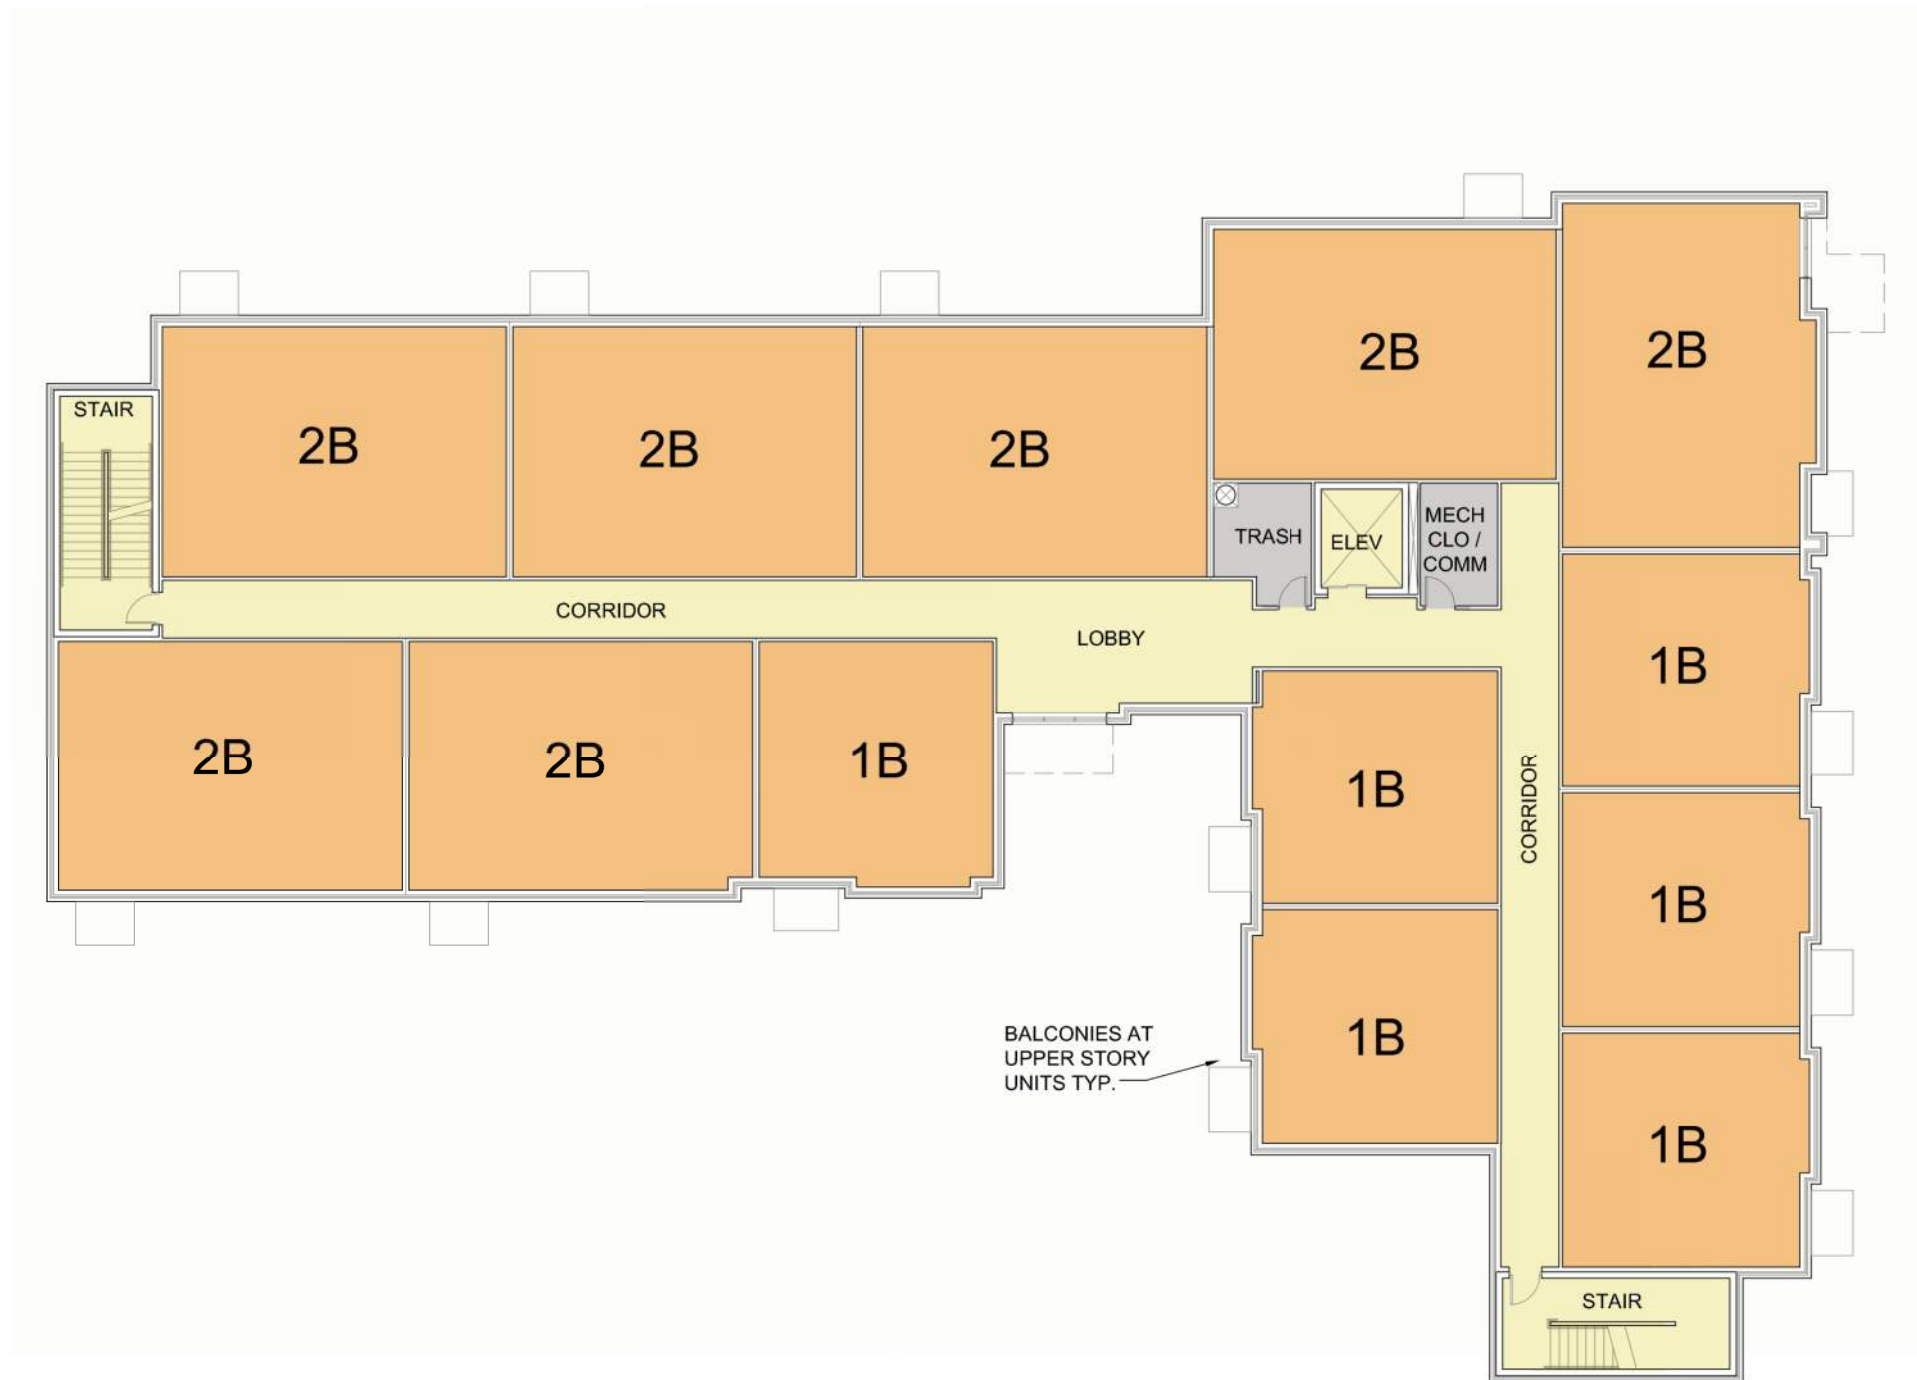 2B
2B
STAIR
2B
2B
2B
TRASH
ELEV
MECH
CLO /
COMM
CORRIDOR
LOBBY
1B
2B
2B
1B
1B
CORRIDOR
1B
BALCONIES AT
UPPER STORY
UNITS TYP.
1B
1B
STAIR